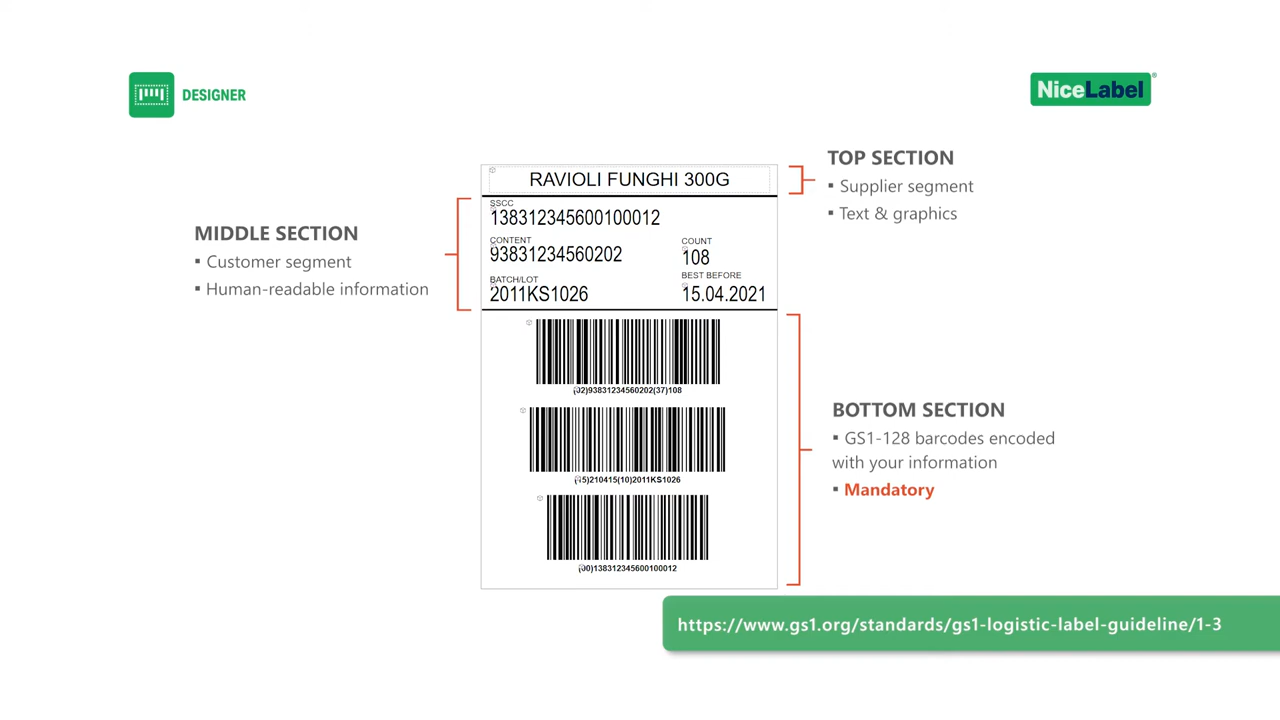 DESIGNER
NiceLabel®
TOP SECTION
▪ Supplier segment
▪ Text & graphics
MIDDLE SECTION
▪ Customer segment
▪ Human-readable information
RAVIOLI FUNGHI 300G
SSCC
138312345600100012
CONTENT
93831234560202
COUNT
108
BATCH/LOT
2011KS1026
BEST BEFORE
15.04.2021
(02)93831234560202(37)108
(15)210415(10)2011KS1026
(00)138312345600100012
BOTTOM SECTION
▪ GS1-128 barcodes encoded
with your information
▪ Mandatory
https://www.gs1.org/standards/gs1-logistic-label-guideline/1-3